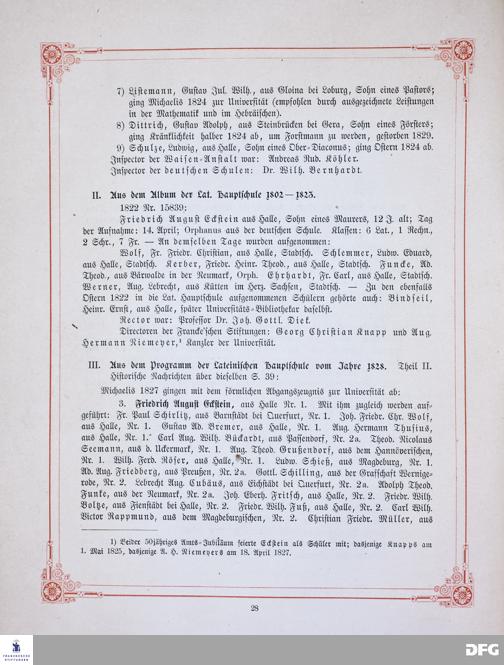 7) Listemann, Gustav Jul. Wilh., aus Gloina bei Loburg, Sohn eines Pastors;
ging Michaelis 1824 zur Universität (empfohlen durch ausgezeichnete Leistungen
in der Mathematik und im Hebräischen).
8) Dittrich, Gustav Adolph, aus Steinbrücken bei Gera, Sohn eines Försters;
ging Kränklichkeit halber 1824 ab, um Forstmann zu werden, gestorben 1829.
9) Schulze, Ludwig, aus Halle, Sohn eines Ober-Diaconus; ging Ostern 1824 ab.
Inspector der Waisen-Anstalt war: Andreas Rud. Köhler.
Inspector der deutschen Schulen: Dr. Wilh. Bernhardt.
II. Aus dem Album der Lat. Hauptschule 1802—1825.
1822 Nr. 15839:
Friedrich August Eckstein aus Halle, Sohn eines Maurers, 12 J. alt; Tag
der Aufnahme: 14. April; Orphanus aus der deutschen Schule. Klassen: 6 Lat., 1 Rechn.,
2 Schr., 7 Fr. — An demselben Tage wurden aufgenommen:
Wolf, Fr. Friedr. Christian, aus Halle, Stadtsch. Schlemmer, Ludw. Eduard,
aus Halle, Stadtsch. Kerber, Friedr. Heinr. Theod., aus Halle, Stadtsch. Funcke, Ad.
Theod., aus Bärwalde in der Neumark, Orph. Ehrhardt, Fr. Carl, aus Halle, Stadtsch.
Werner, Aug. Lebrecht, aus Kütten im Herz. Sachsen, Stadtsch. — Zu den ebenfalls
Ostern 1822 in die Lat. Hauptschule aufgenommenen Schülern gehörte auch: Bindseil,
Heinr. Ernst, aus Halle, später Universitäts-Bibliothekar daselbst.
Rector war: Professor Dr. Joh. Gottl. Diek.
Directoren der Francke'schen Stiftungen: Georg Christian Knapp und Aug.
Hermann Niemeyer,¹ Kanzler der Universität.
III. Aus dem Programm der Lateinischen Hauptschule vom Jahre 1828. Theil II.
Historische Nachrichten über dieselben S. 39:
Michaelis 1827 gingen mit dem förmlichen Abgangszeugnis zur Universität ab:
3. Friedrich August Eckstein, aus Halle Nr. 1. Mit ihm zugleich werden auf-
geführt: Fr. Paul Schirlitz, aus Barnstädt bei Querfurt, Nr. 1. Joh. Friedr. Chr. Wolf,
aus Halle, Nr. 1. Gustav Ad. Bremer, aus Halle, Nr. 1. Aug. Hermann Thusius,
aus Halle, Nr. 1. Carl Aug. Wilh. Bückardt, aus Passendorf, Nr. 2a. Theod. Nicolaus
Seemann, aus d. Uckermark, Nr. 1. Aug. Theod. Grußendorf, aus dem Hannöverischen,
Nr. 1. Wilh. Ferd. Röser, aus Halle, Nr. 1. Ludw. Schieß, aus Magdeburg, Nr. 1.
Ad. Aug. Friedberg, aus Preußen, Nr. 2a. Gottl. Schilling, aus der Grafschaft Wernige-
rode, Nr. 2. Lebrecht Aug. Cubäus, aus Eichstädt bei Querfurt, Nr. 2a. Adolph Theod.
Funke, aus der Neumark, Nr. 2a. Joh. Eberh. Fritsch, aus Halle, Nr. 2. Friedr. Wilh.
Boltze, aus Fienstädt bei Halle, Nr. 2. Friedr. Wilh. Fuß, aus Halle, Nr. 2. Carl Wilh.
Victor Rappmund, aus dem Magdeburgischen, Nr. 2. Christian Friedr. Müller, aus
1) Beider 50jähriges Amts-Jubiläum feierte Eckstein als Schüler mit; dasjenige Knapps am
1. Mai 1825, dasjenige A. H. Niemeyers am 18. April 1827.
28
FRANCKESCHE
STIFTUNGEN
DFG